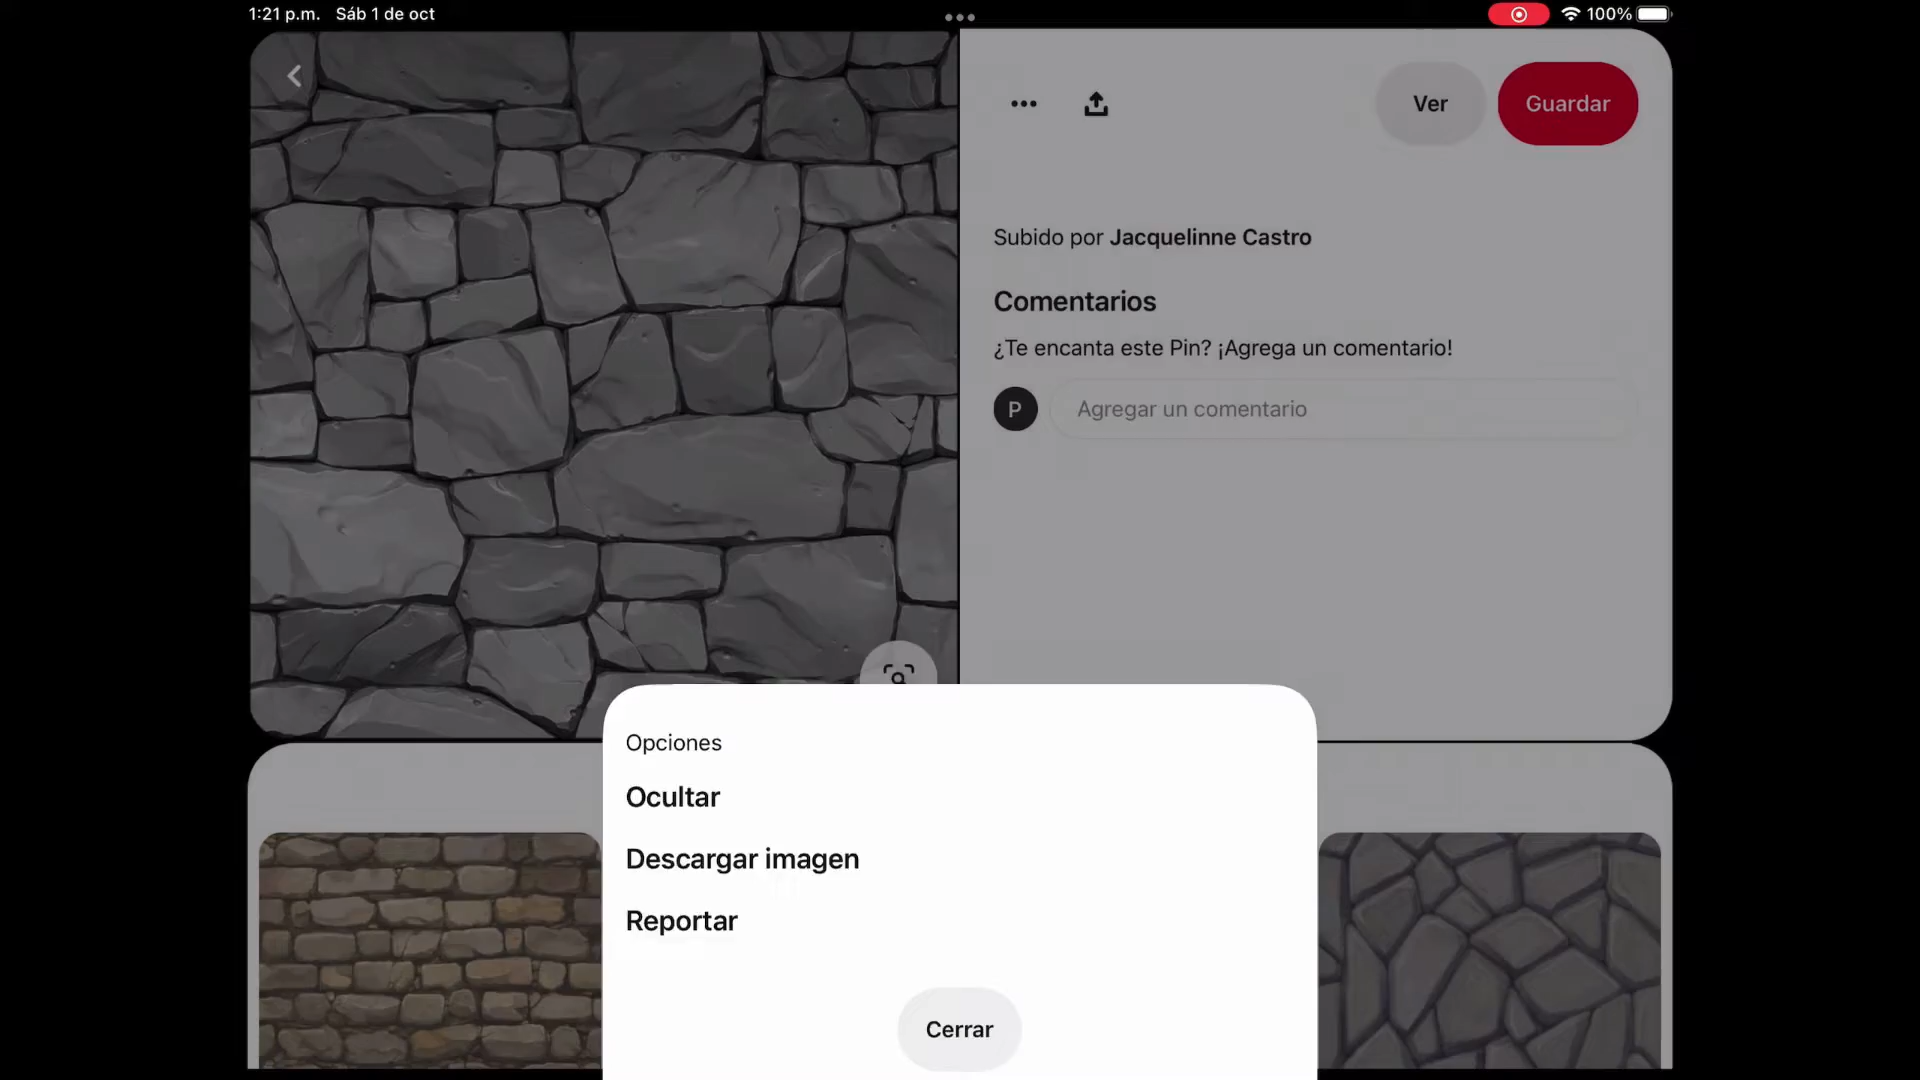 1:21 p.m. Sáb 1 de oct
100%
Ver
Guardar
Subido por Jacquelinne Castro
Comentarios
¿Te encanta este Pin? ¡Agrega un comentario!
P
Agregar un comentario
Opciones
Ocultar
Descargar imagen
Reportar
Cerrar